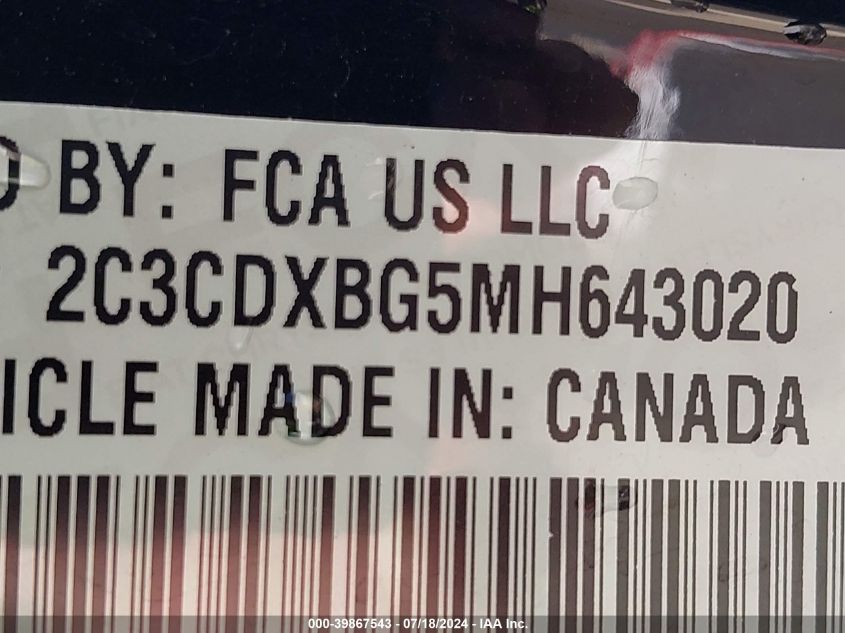 BY: FCA US LLC
2C3CDXBG5MH643020
ICLE MADE IN: CANADA
000-39867543 - 07/18/2024 - IAA Inc.